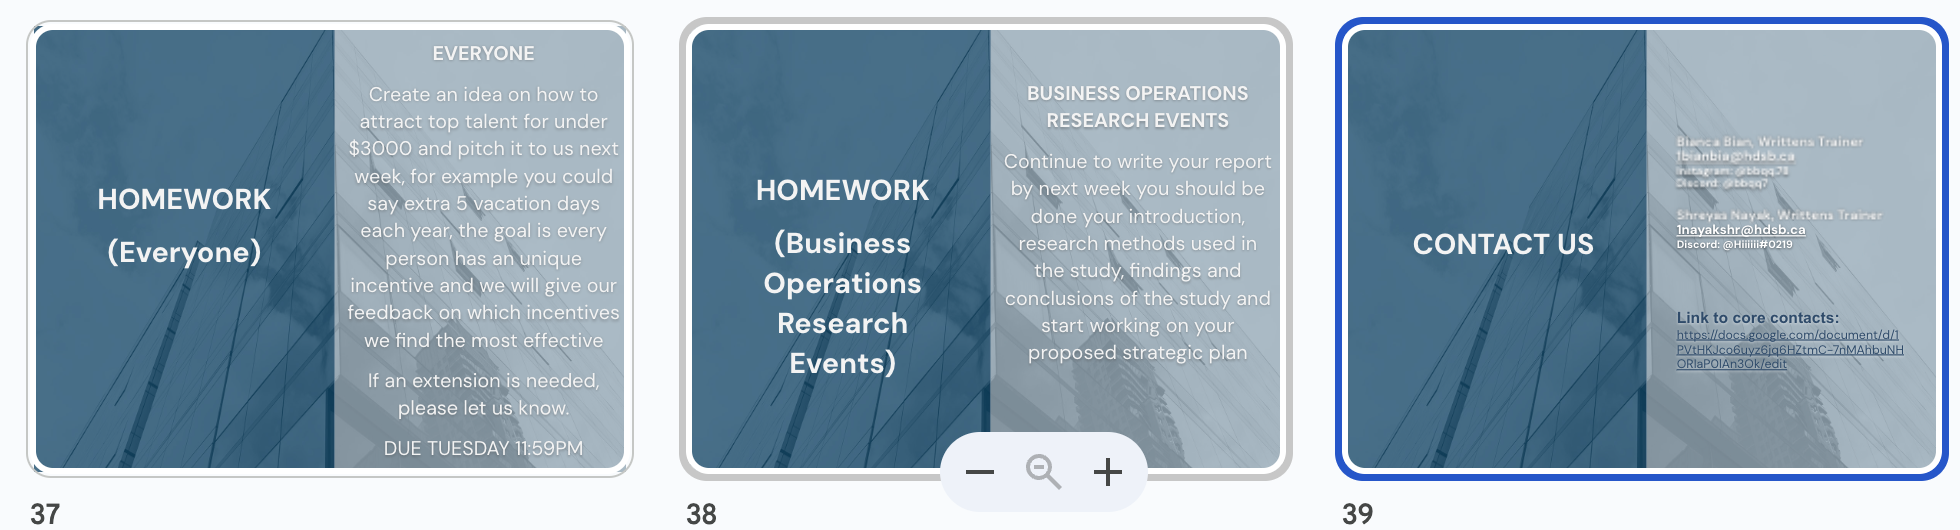 EVERYONE
Create an idea on how to
attract top talent for under
$3000 and pitch it to us next
week, for example you could
say extra 5 vacation days
each year, the goal is every
person has an unique
incentive and we will give our
feedback on which incentives
we find the most effective
If an extension is needed,
please let us know.
DUE TUESDAY 11:59PM
HOMEWORK
(Everyone)
37
BUSINESS OPERATIONS
RESEARCH EVENTS
Continue to write your report
by next week you should be
done your introduction,
research methods used in
the study, findings and
conclusions of the study and
start working on your
proposed strategic plan
HOMEWORK
(Business
Operations
Research
Events)
38
CONTACT US
Bianca Bian, Writtens Trainer
1bianbia@hdsb.ca
Instagram:
Discord: @bbqq7
Shreyas Nayak, Writtens Trainer
1nayakshr@hdsb.ca
Discord: @Hiiiiii#0219
Link to core contacts:
https://docs.google.com/document/d/1
39